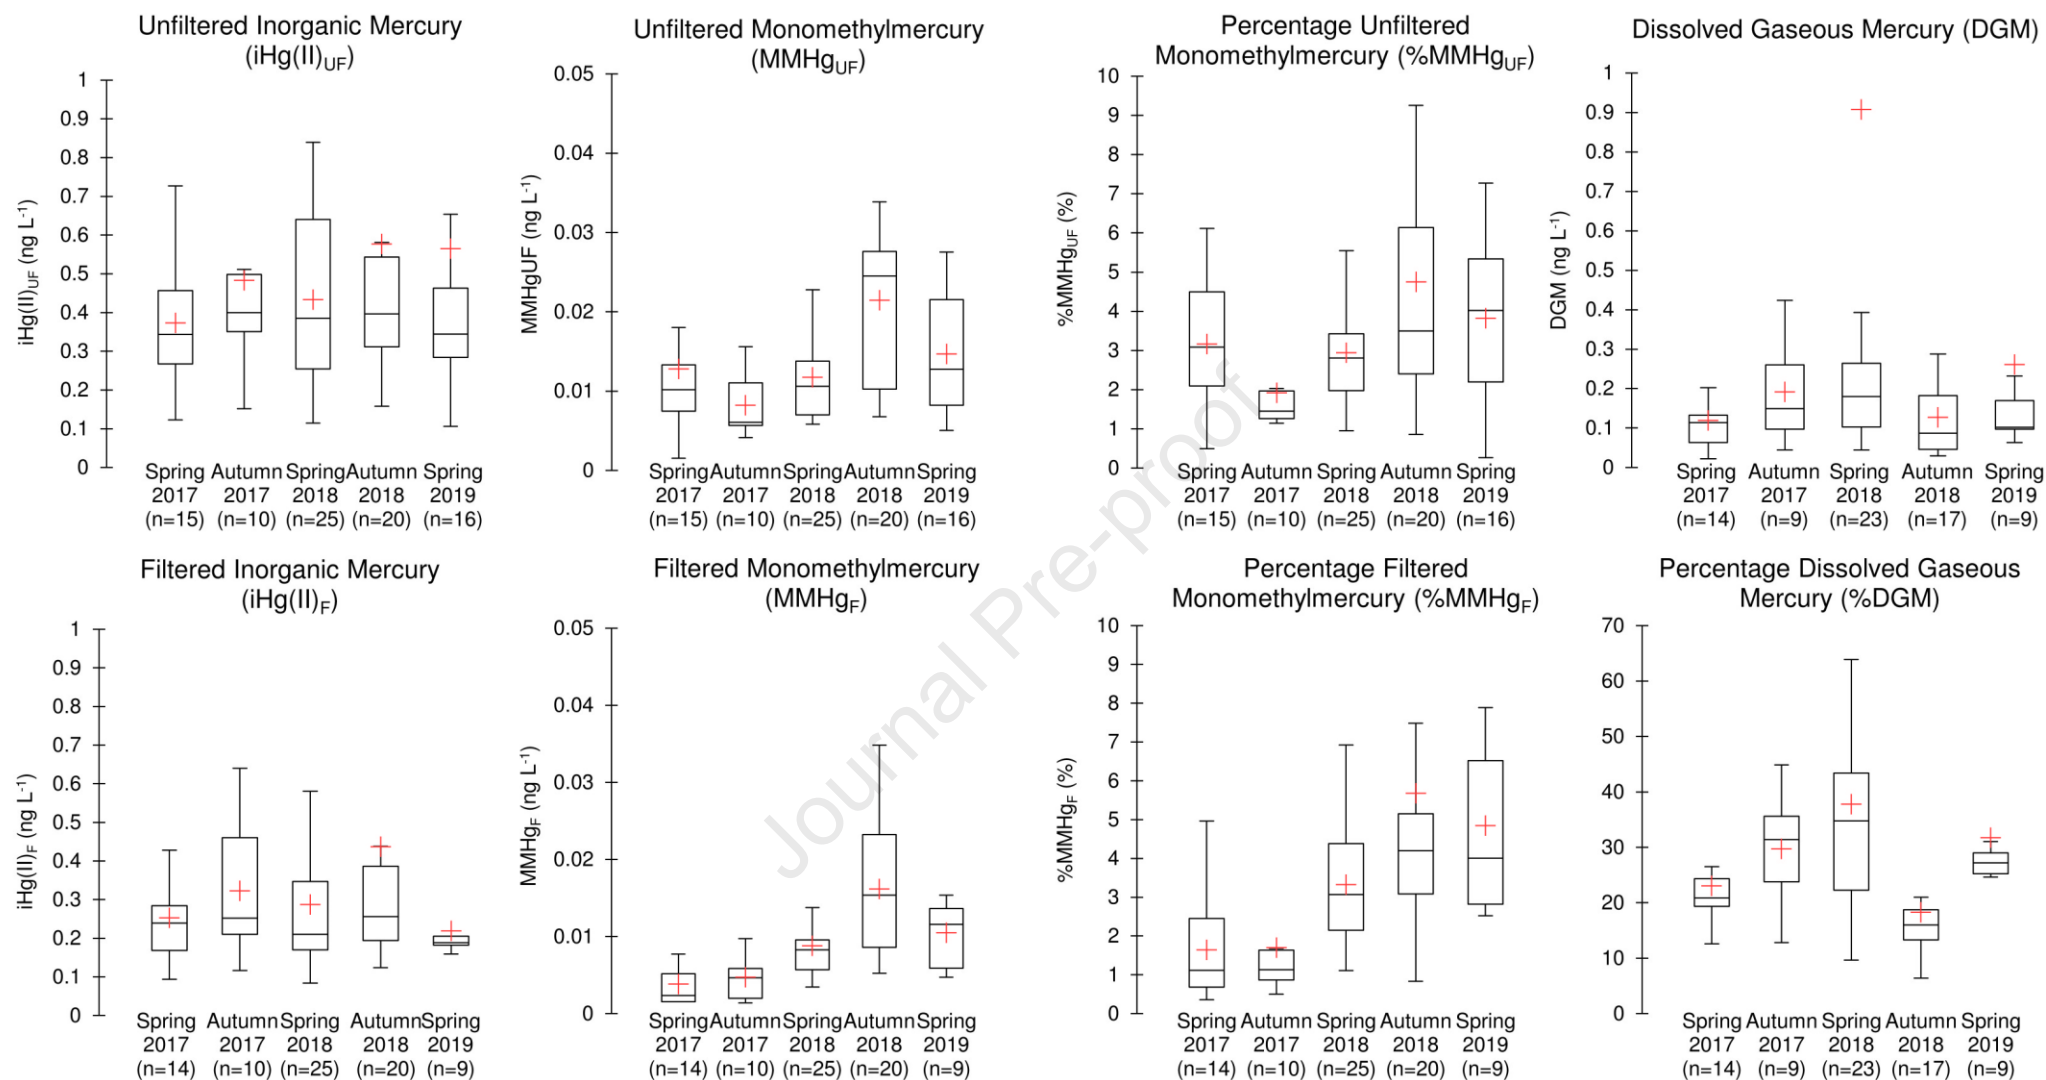 Unfiltered Inorganic Mercury
(iHg(II)UF)
1
0.9
0.8
0.7
0.6
0.5
0.4
0.3
0.2
0.1
0
iHg(II)UF (ng L-1)
Spring Autumn Spring Autumn Spring
2017 2017 2018 2018 2019
(n=15) (n=10) (n=25) (n=20) (n=16)
Unfiltered Monomethylmercury
(MMHgUF)
0.05
0.04
0.03
0.02
0.01
0
MMHgUF (ng L-1)
Spring Autumn Spring Autumn Spring
2017 2017 2018 2018 2019
(n=15) (n=10) (n=25) (n=20) (n=16)
Percentage Unfiltered
Monomethylmercury (%MMHgUF)
10
9
8
7
6
5
4
3
2
1
0
%MMHgUF (%)
Spring Autumn Spring Autumn Spring
2017 2017 2018 2018 2019
(n=15) (n=10) (n=25) (n=20) (n=16)
Dissolved Gaseous Mercury (DGM)
1
0.9
0.8
0.7
0.6
0.5
0.4
0.3
0.2
0.1
0
DGM (ng L-1)
Spring Autumn Spring Autumn Spring
2017 2017 2018 2018 2019
(n=14) (n=9) (n=23) (n=17) (n=9)
Filtered Inorganic Mercury
(iHg(II)F)
1
0.9
0.8
0.7
0.6
0.5
0.4
0.3
0.2
0.1
0
iHg(II)F (ng L-1)
Spring Autumn Spring Autumn Spring
2017 2017 2018 2018 2019
(n=14) (n=10) (n=25) (n=20) (n=9)
Filtered Monomethylmercury
(MMHgF)
0.05
0.04
0.03
0.02
0.01
0
MMHgF (ng L-1)
Spring Autumn Spring Autumn Spring
2017 2017 2018 2018 2019
(n=14) (n=10) (n=25) (n=20) (n=9)
Percentage Filtered
Monomethylmercury (%MMHgF)
10
9
8
7
6
5
4
3
2
1
0
%MMHgF (%)
Spring Autumn Spring Autumn Spring
2017 2017 2018 2018 2019
(n=14) (n=10) (n=25) (n=20) (n=9)
Percentage Dissolved Gaseous
Mercury (%DGM)
70
60
50
40
30
20
10
0
Spring Autumn Spring Autumn Spring
2017 2017 2018 2018 2019
(n=14) (n=9) (n=23) (n=17) (n=9)
Journal Pre-proof